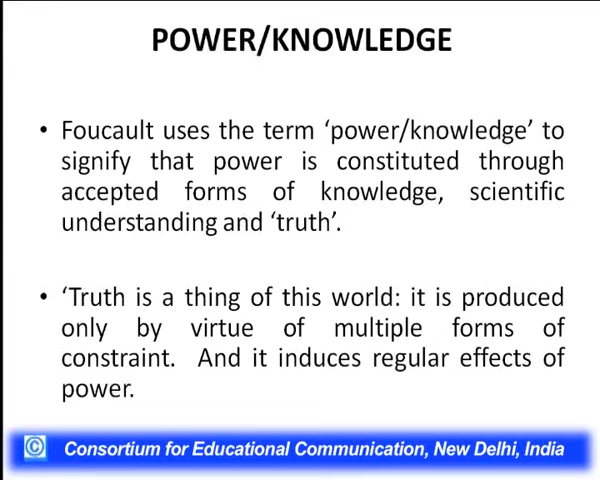 POWER/KNOWLEDGE
• Foucault uses the term ‘power/knowledge’ to
signify that power is constituted through
accepted forms of knowledge, scientific
understanding and ‘truth’.
• ‘Truth is a thing of this world: it is produced
only by virtue of multiple forms of
constraint. And it induces regular effects of
power.
© Consortium for Educational Communication, New Delhi, India